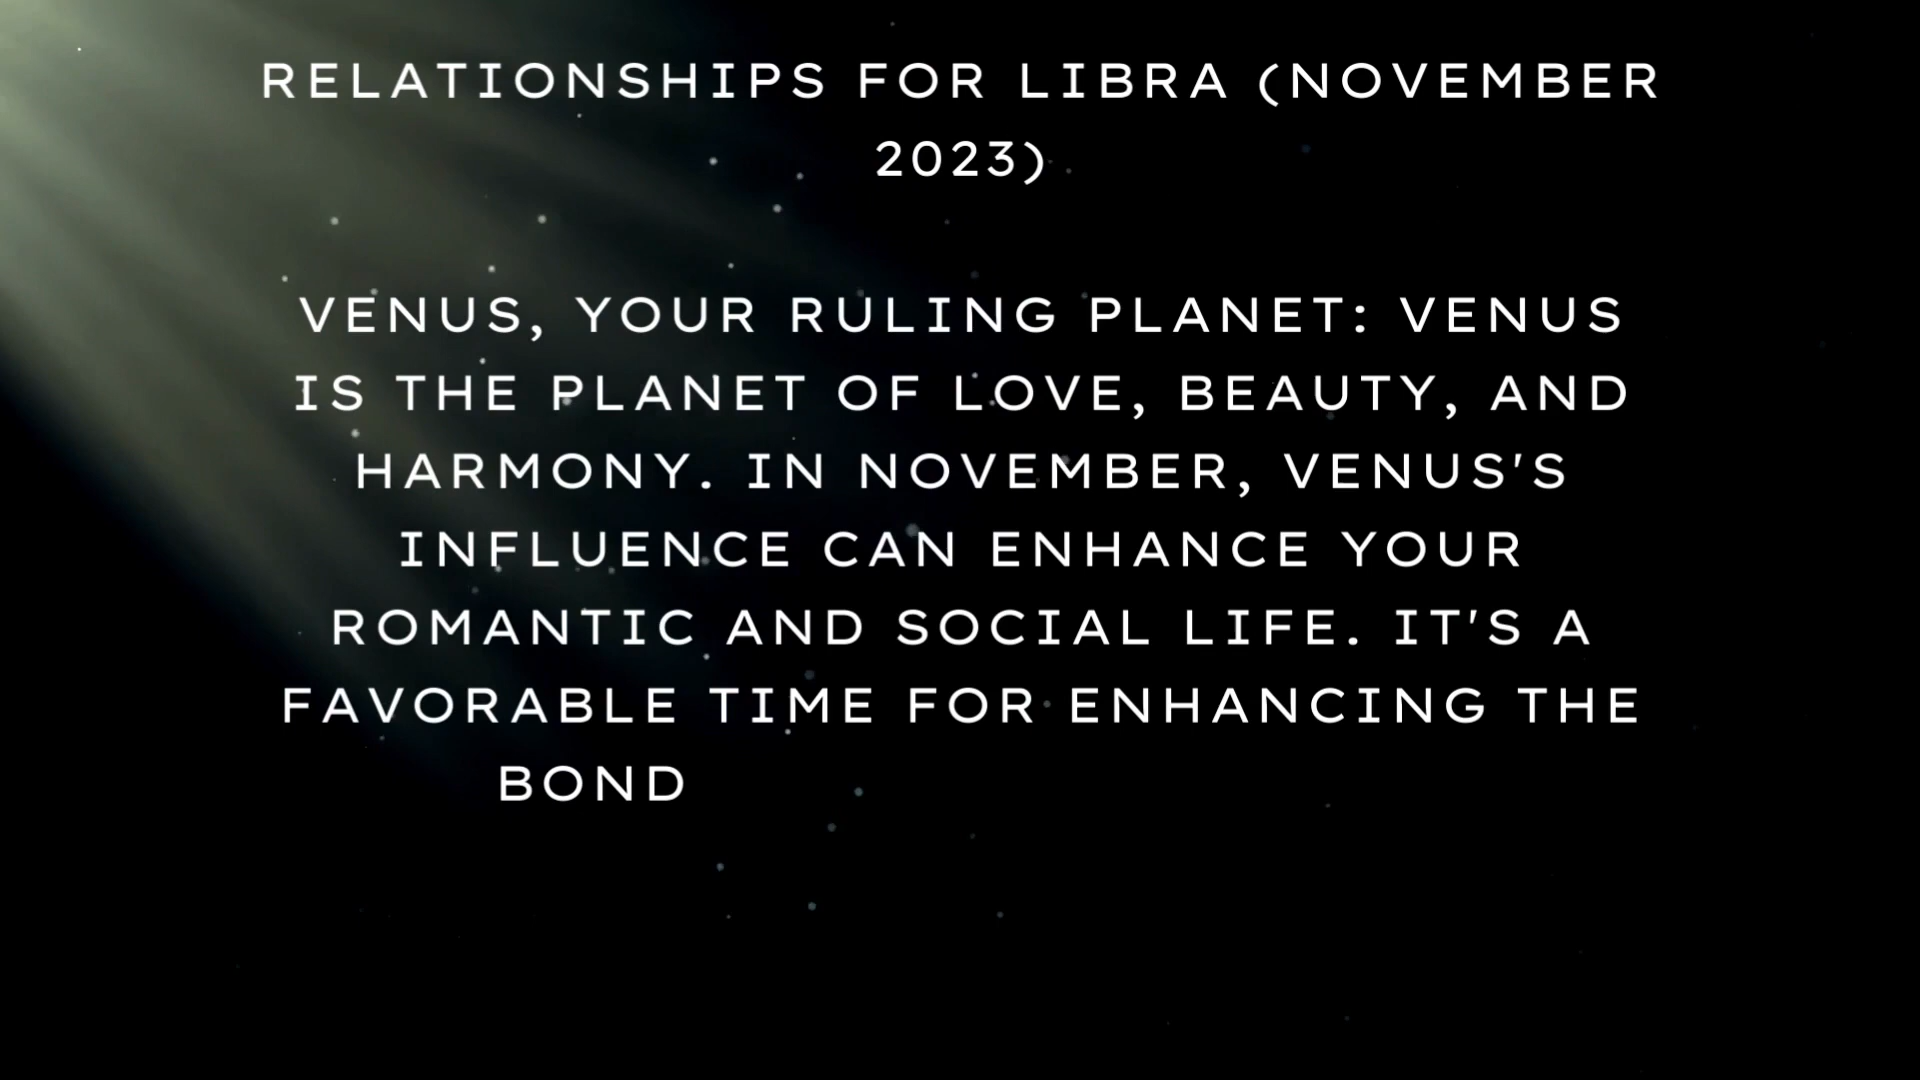 RELATIONSHIPS FOR LIBRA (NOVEMBER
2023)
VENUS, YOUR RULING PLANET: VENUS
IS THE PLANET OF LOVE, BEAUTY, AND
HARMONY. IN NOVEMBER, VENUS'S
INFLUENCE CAN ENHANCE YOUR
ROMANTIC AND SOCIAL LIFE. IT'S A
FAVORABLE TIME FOR ENHANCING THE
BOND